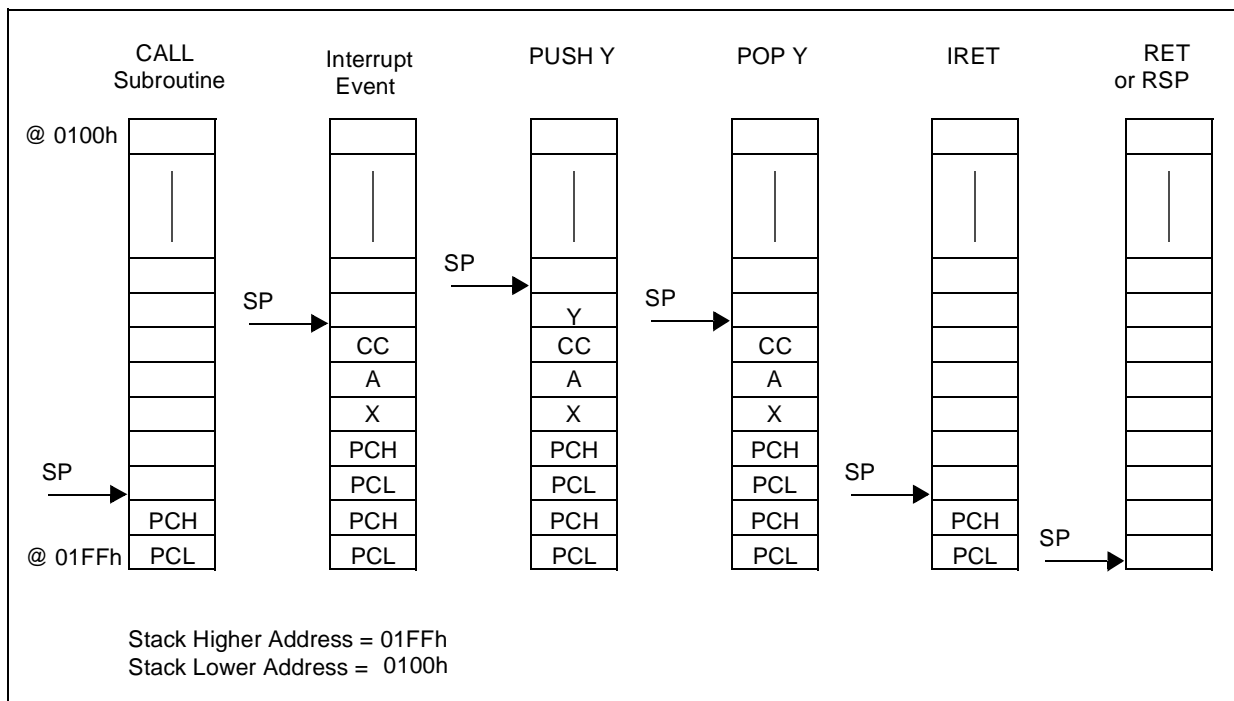 CALL
Subroutine
Interrupt
Event
PUSH Y
POP Y
IRET
RET
or RSP
@ 0100h
SP
SP
SP
Y
CC
CC
CC
A
A
A
X
X
X
PCH
PCH
PCH
SP
PCL
PCL
PCL
SP
PCH
PCH
PCH
PCH
PCH
SP
@ 01FFh
PCL
PCL
PCL
PCL
PCL
Stack Higher Address = 01FFh
Stack Lower Address = 0100h